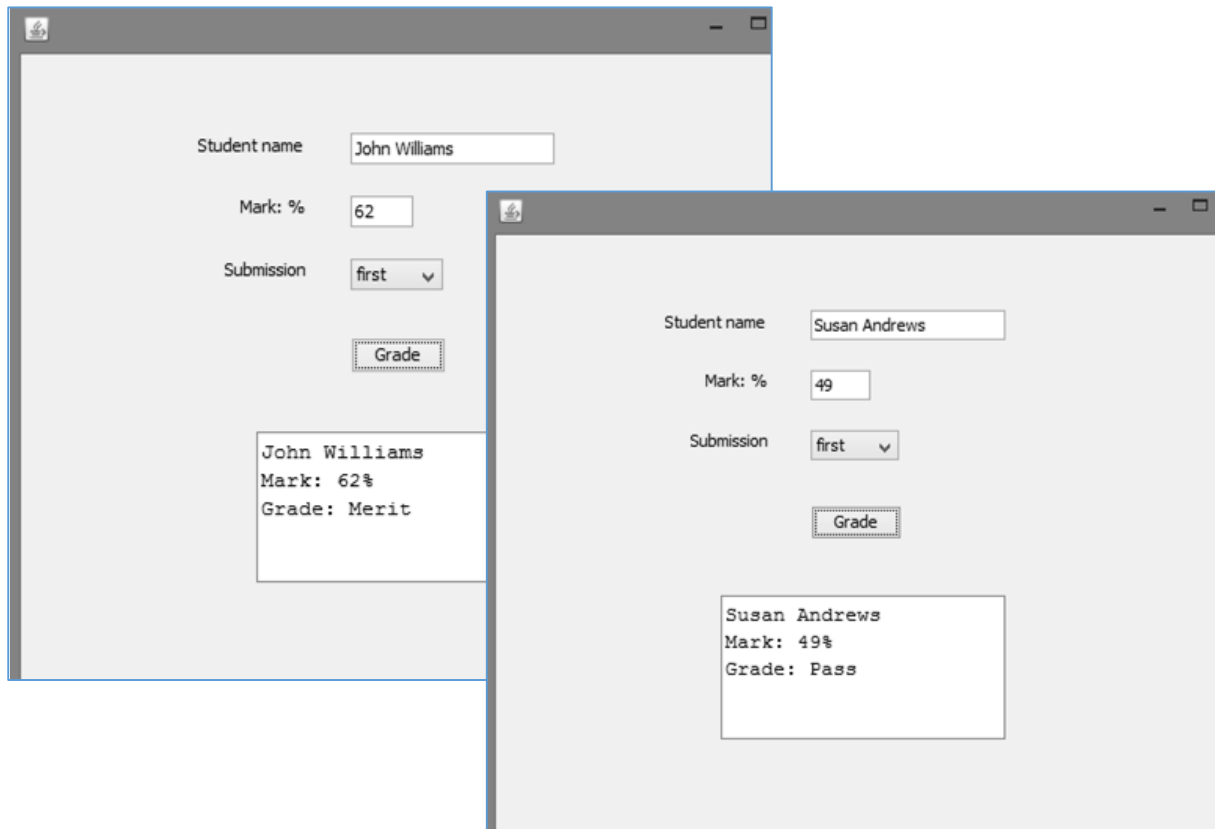 Student name John Williams
Mark: % 62
Submission first
Grade
John Williams
Mark: 62%
Grade: Merit
Student name Susan Andrews
Mark: % 49
Submission first
Grade
Susan Andrews
Mark: 49%
Grade: Pass